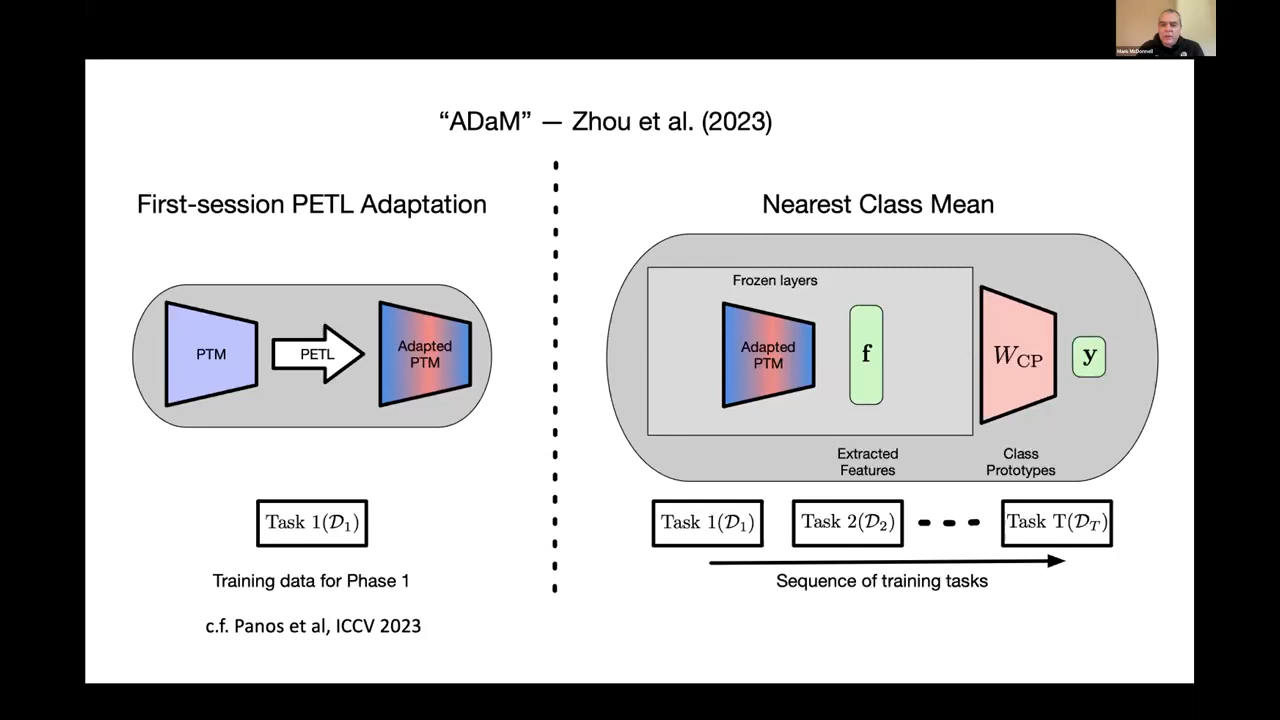 Mark McDonnell
“ADaM” — Zhou et al. (2023)
First-session PETL Adaptation
PTM
PETL
Adapted
PTM
Task 1(𝒟₁)
Training data for Phase 1
c.f. Panos et al, ICCV 2023
Nearest Class Mean
Frozen layers
Adapted
PTM
f
W_CP
y
Extracted
Features
Class
Prototypes
Task 1(𝒟₁)
Task 2(𝒟₂)
Task T(𝒟_T)
Sequence of training tasks